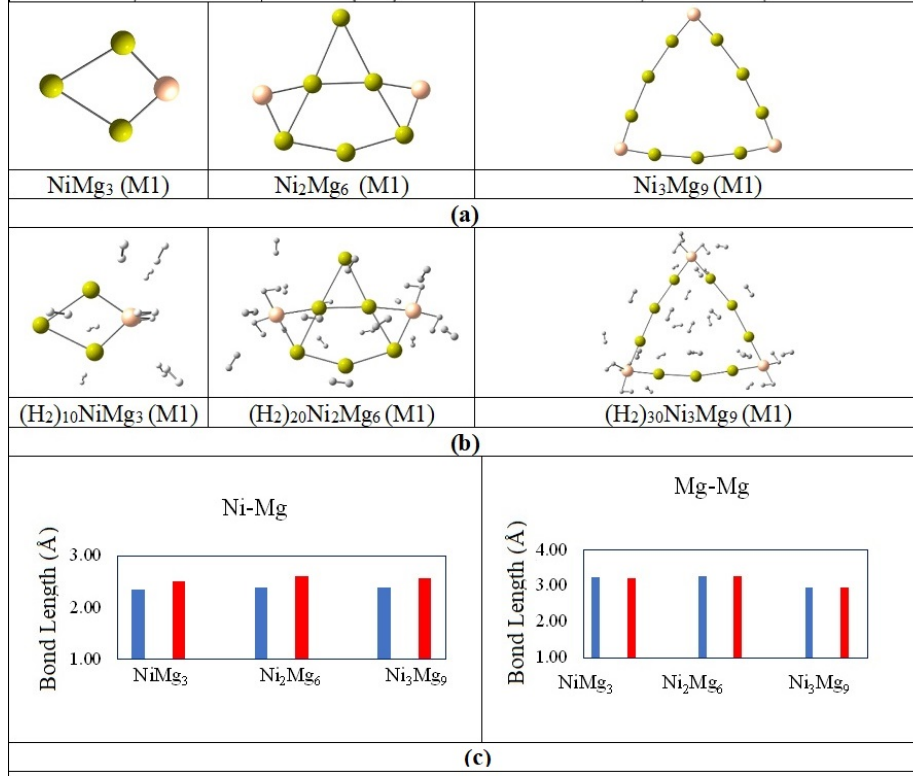 NiMg₃ (M1) Ni₂Mg₆ (M1) Ni₃Mg₉ (M1)
(a)
(H2)₁₀NiMg₃ (M1) (H2)₂₀Ni₂Mg₆ (M1) (H2)₃₀Ni₃Mg₉ (M1)
(b)
Ni-Mg
Bond Length (Å)
3.00
2.00
1.00
NiMg₃ Ni₂Mg₆ Ni₃Mg₉
Mg-Mg
Bond Length (Å)
4.00
3.00
2.00
1.00
NiMg₃ Ni₂Mg₆ Ni₃Mg₉
(c)